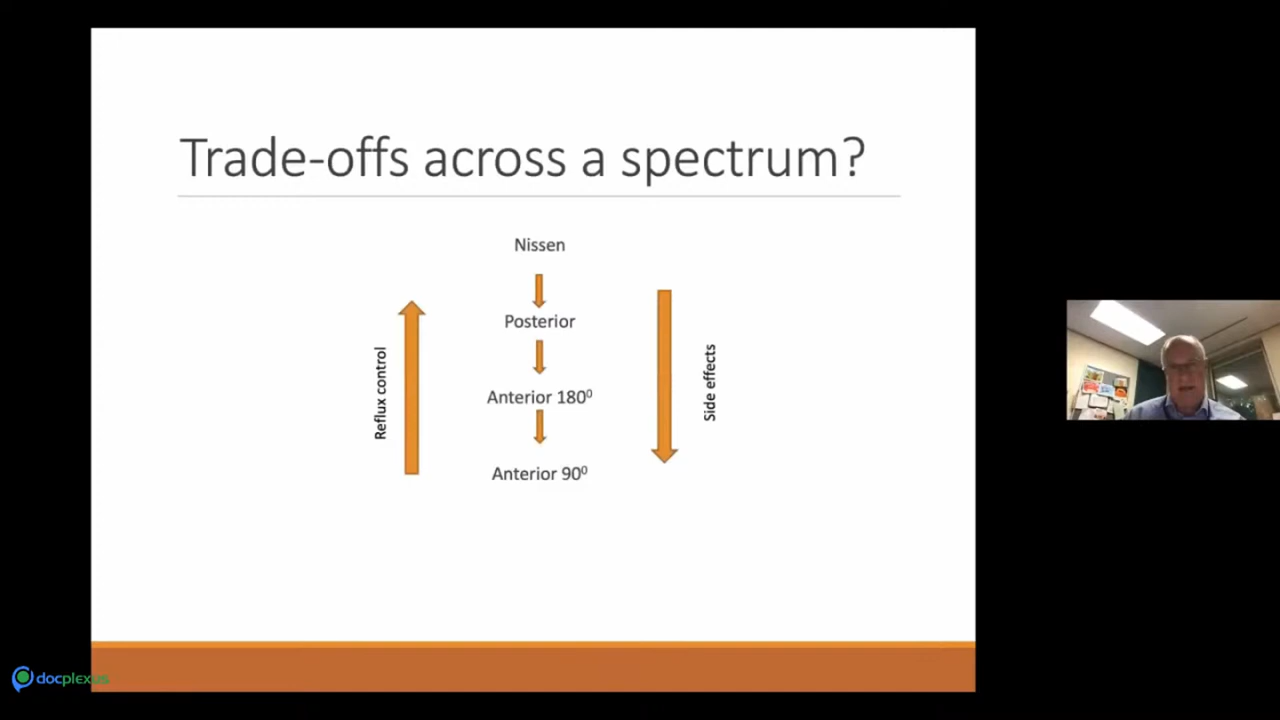 Trade-offs across a spectrum?
Nissen
Posterior
Anterior 180⁰
Anterior 90⁰
Reflux control
Side effects
docplexus